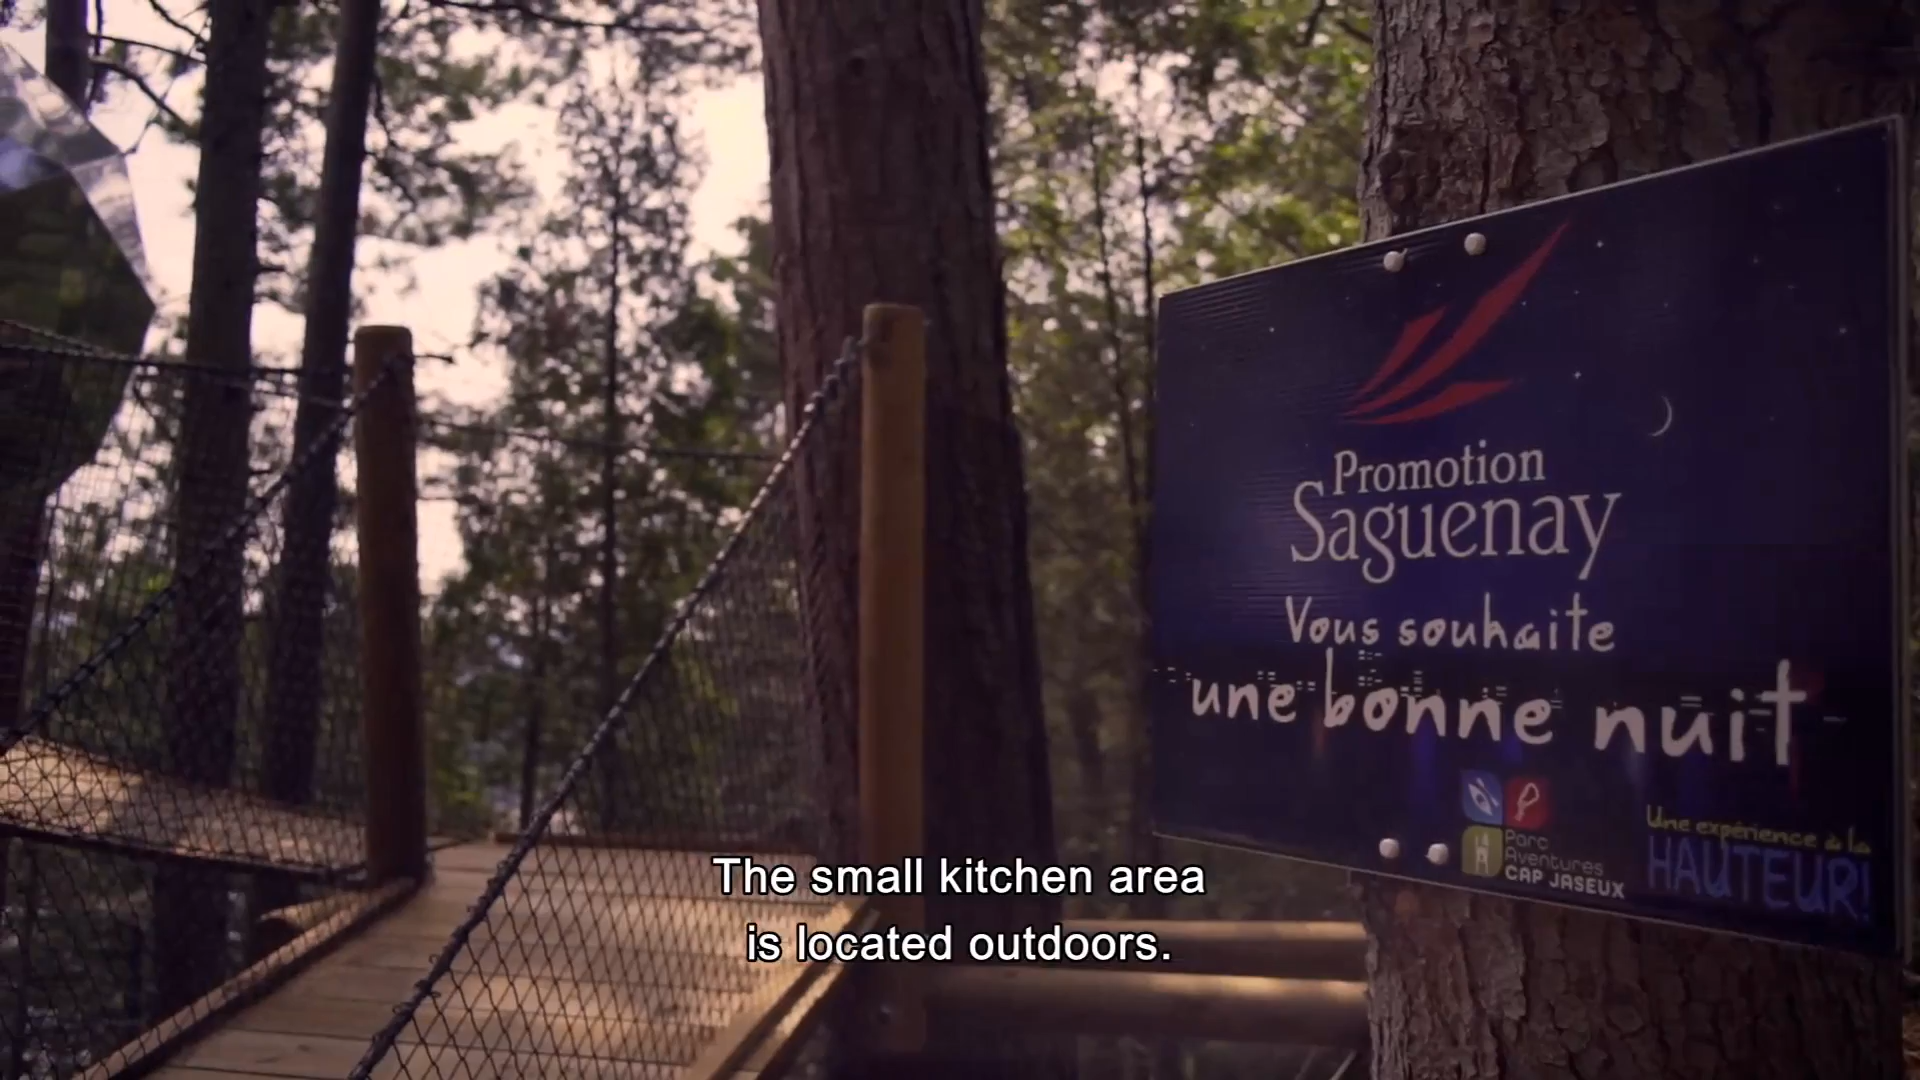 Promotion
Saguenay
Vous souhaite
une bonne nuit
Parc
Aventures
CAP JASEUX
Une expérience à la
HAUTEUR!
The small kitchen area
is located outdoors.